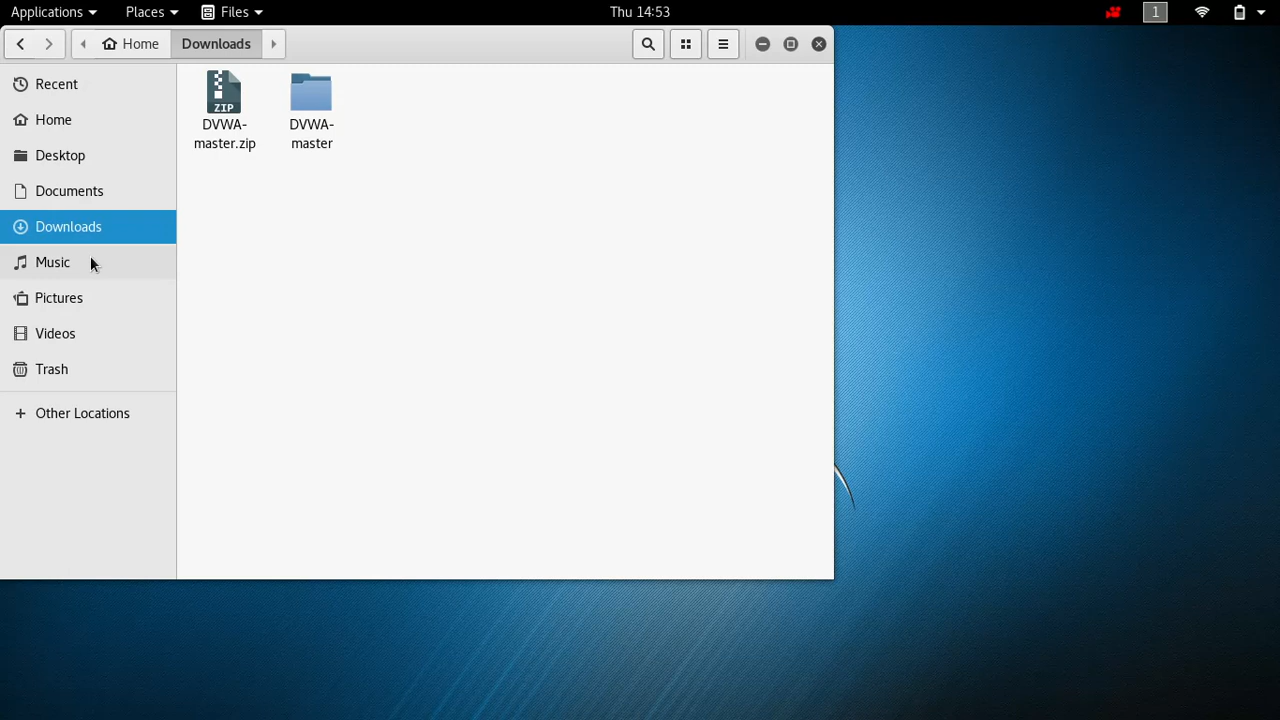 Applications Places Files Thu 14:53 1
Home Downloads
Recent
Home
Desktop
Documents
Downloads
Music
Pictures
Videos
Trash
+ Other Locations
ZIP
DVWA-
master.zip
DVWA-
master